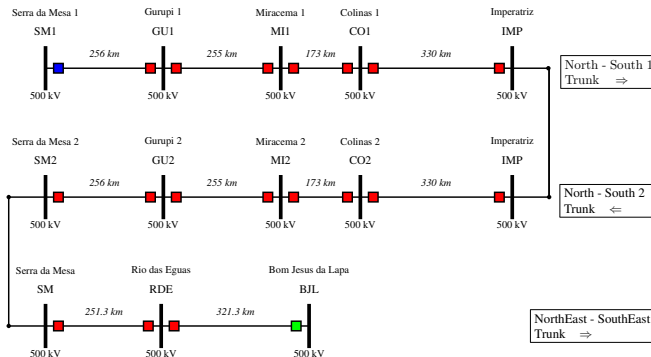 Serra da Mesa 1 Gurupi 1 Miracema 1 Colinas 1 Imperatriz
SM1 GU1 MI1 CO1 IMP
256 km 255 km 173 km 330 km
North - South 1
Trunk ⇒
500 kV 500 kV 500 kV 500 kV 500 kV
Serra da Mesa 2 Gurupi 2 Miracema 2 Colinas 2 Imperatriz
SM2 GU2 MI2 CO2 IMP
256 km 255 km 173 km 330 km
North - South 2
Trunk ⇐
500 kV 500 kV 500 kV 500 kV 500 kV
Serra da Mesa Rio das Eguas Bom Jesus da Lapa
SM RDE BJL
251.3 km 321.3 km
NorthEast - SouthEast
Trunk ⇒
500 kV 500 kV 500 kV